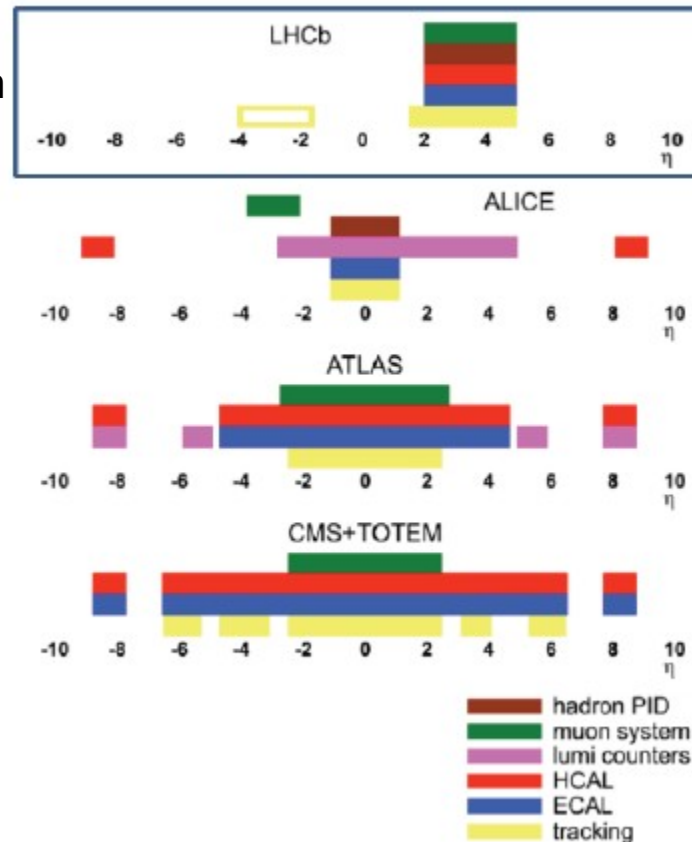 LHCb
n
-10 -8 -6 -4 -2 0 2 4 6 8 10
η
ALICE
-10 -8 -6 -4 -2 0 2 4 6 8 10
η
ATLAS
-10 -8 -6 -4 -2 0 2 4 6 8 10
η
CMS+TOTEM
-10 -8 -6 -4 -2 0 2 4 6 8 10
η
hadron PID
muon system
lumi counters
HCAL
ECAL
tracking